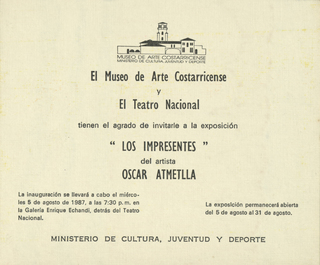 MUSEO DE ARTE COSTARRICENSE
MINISTERIO DE CULTURA, JUVENTUD Y DEPORTE
El Museo de Arte Costarricense
y
El Teatro Nacional
tienen el agrado de invitarle a la exposición
" LOS IMPRESENTES "
del artista
OSCAR ATMETLLA
La inauguración se llevará a cabo el miérco-
les 5 de agosto de 1987, a las 7:30 p.m. en
la Galería Enrique Echandi, detrás del Teatro
Nacional.
La exposición permanecerá abierta
del 5 de agosto al 31 de agosto.
MINISTERIO DE CULTURA, JUVENTUD Y DEPORTE